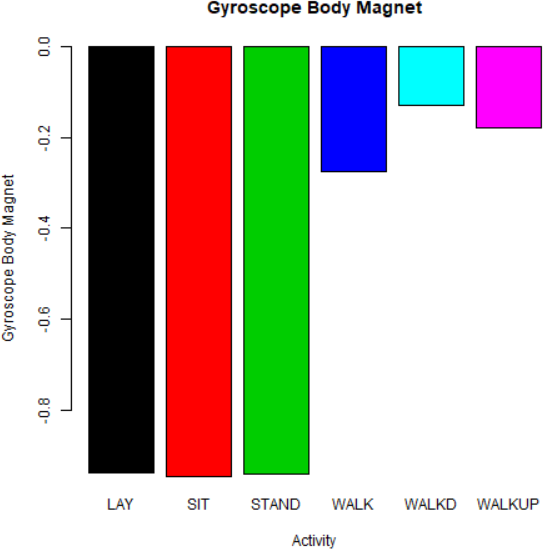 Gyroscope Body Magnet
Gyroscope Body Magnet
0.0
-0.2
-0.4
-0.6
-0.8
LAY SIT STAND WALK WALKD WALKUP
Activity